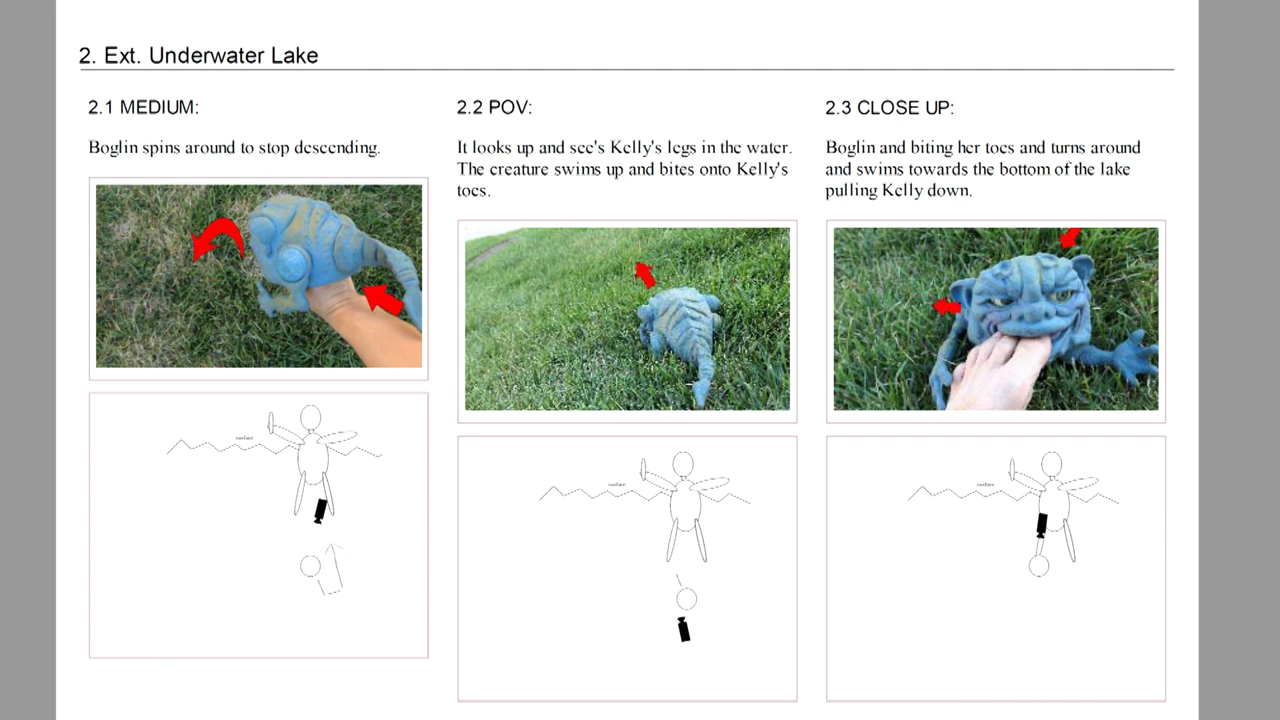 2. Ext. Underwater Lake
2.1 MEDIUM:
Boglin spins around to stop descending.
surface
2.2 POV:
It looks up and see's Kelly's legs in the water.
The creature swims up and bites onto Kelly's
toes.
surface
2.3 CLOSE UP:
Boglin and biting her toes and turns around
and swims towards the bottom of the lake
pulling Kelly down.
surface